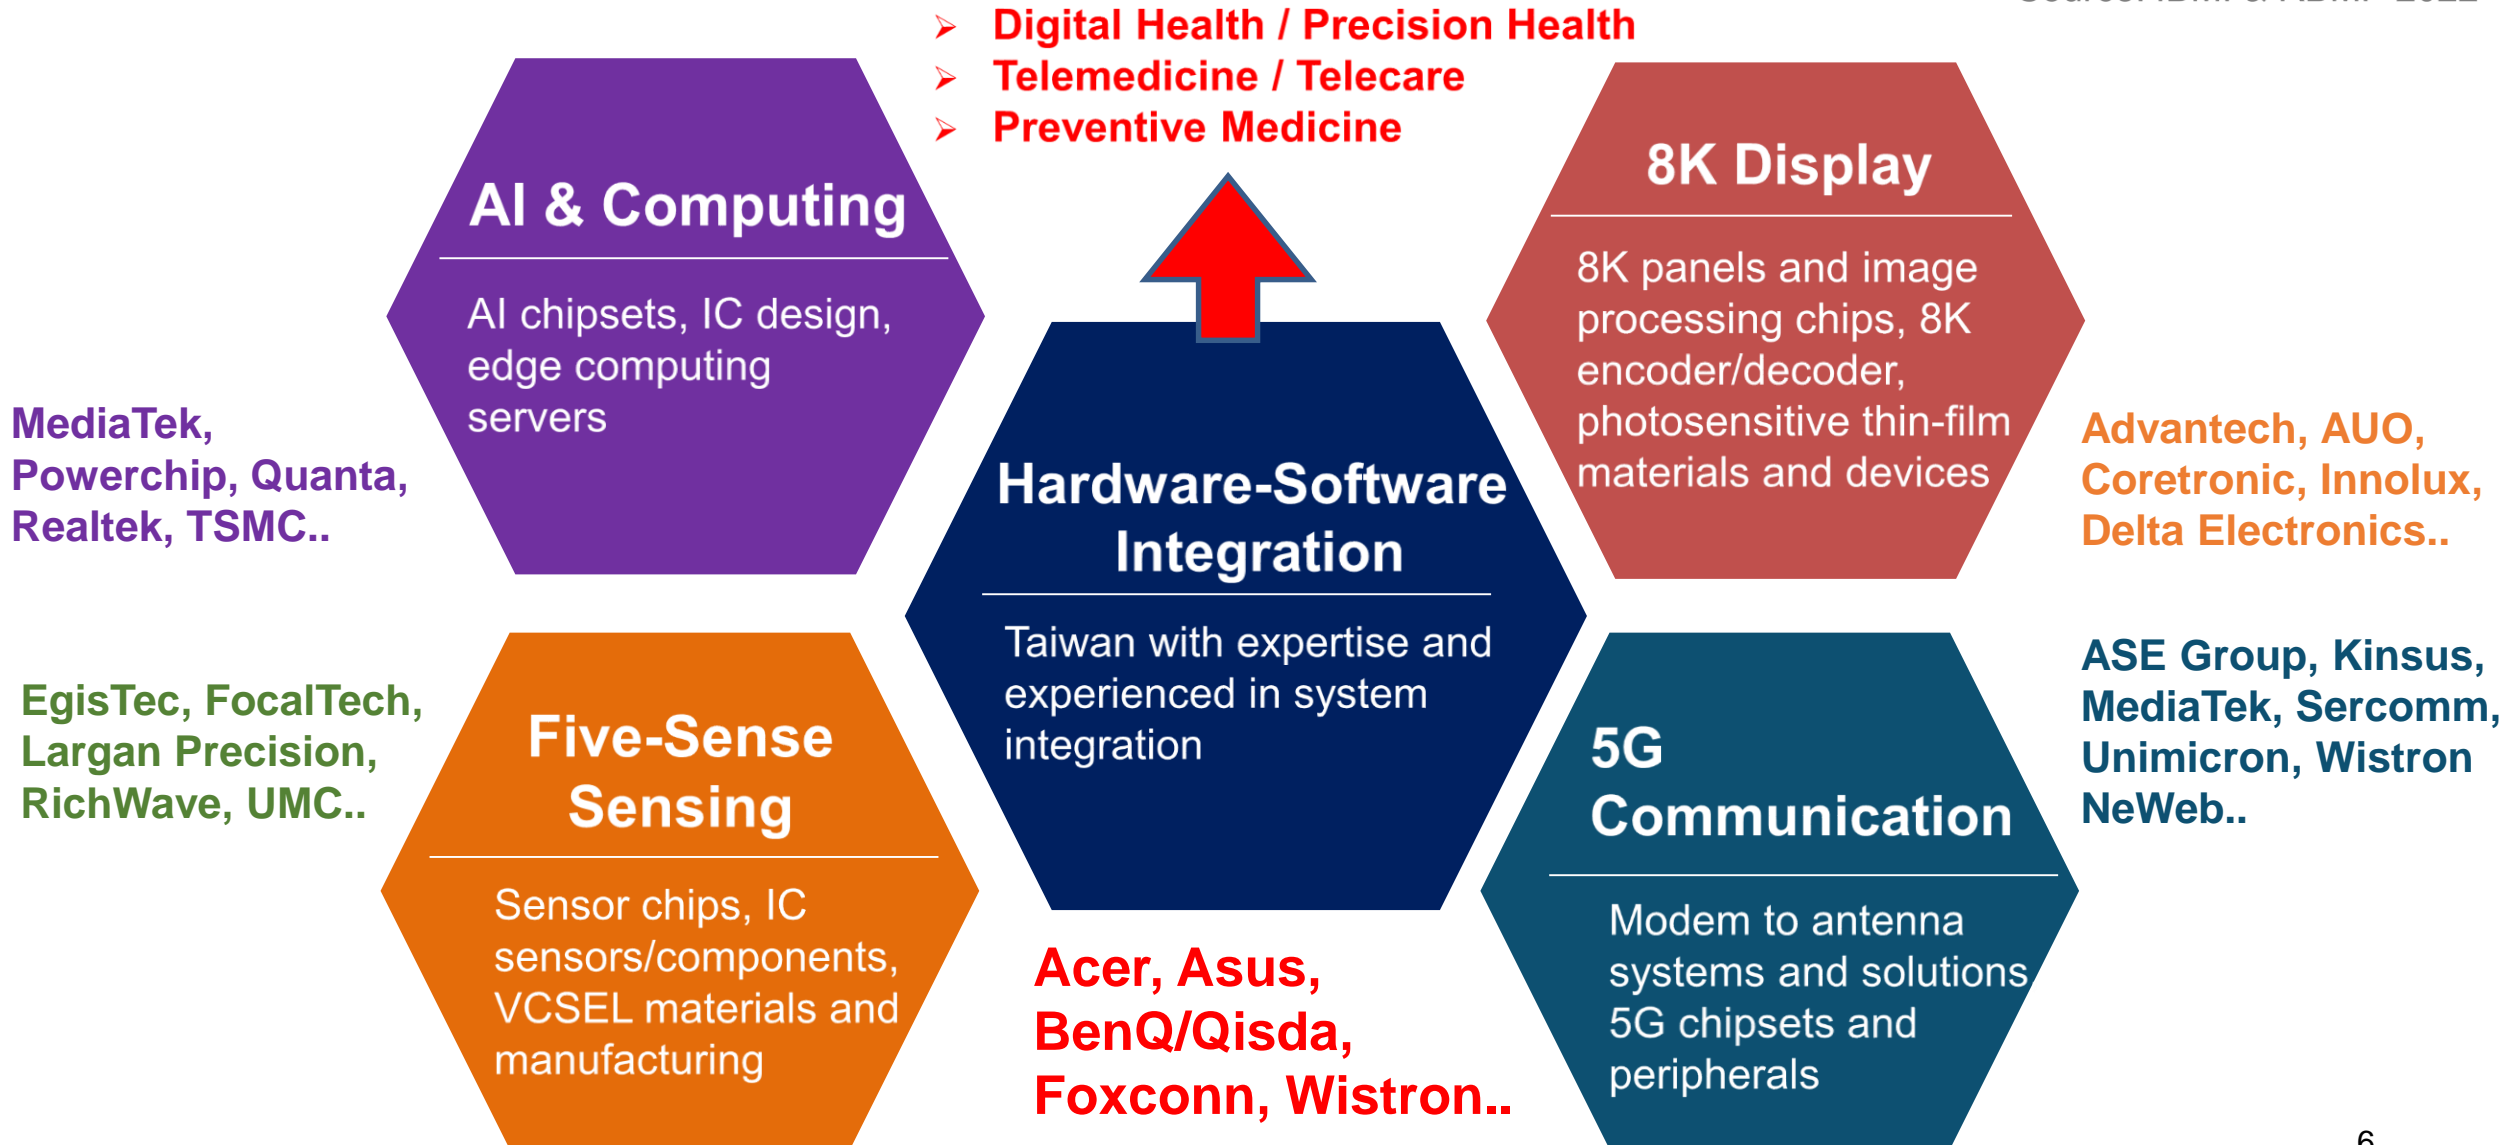 Digital Health / Precision Health
Telemedicine / Telecare
Preventive Medicine
AI & Computing
AI chipsets, IC design,
edge computing
servers
MediaTek,
Powerchip, Quanta,
Realtek, TSMC..
8K Display
8K panels and image
processing chips, 8K
encoder/decoder,
photosensitive thin-film
materials and devices
Advantech, AUO,
Coretronic, Innolux,
Delta Electronics..
Hardware-Software
Integration
Taiwan with expertise and
experienced in system
integration
Acer, Asus,
BenQ/Qisda,
Foxconn, Wistron..
EgisTec, FocalTech,
Largan Precision,
RichWave, UMC..
Five-Sense
Sensing
Sensor chips, IC
sensors/components,
VCSEL materials and
manufacturing
5G
Communication
Modem to antenna
systems and solutions
5G chipsets and
peripherals
ASE Group, Kinsus,
MediaTek, Sercomm,
Unimicron, Wistron
NeWeb..
6